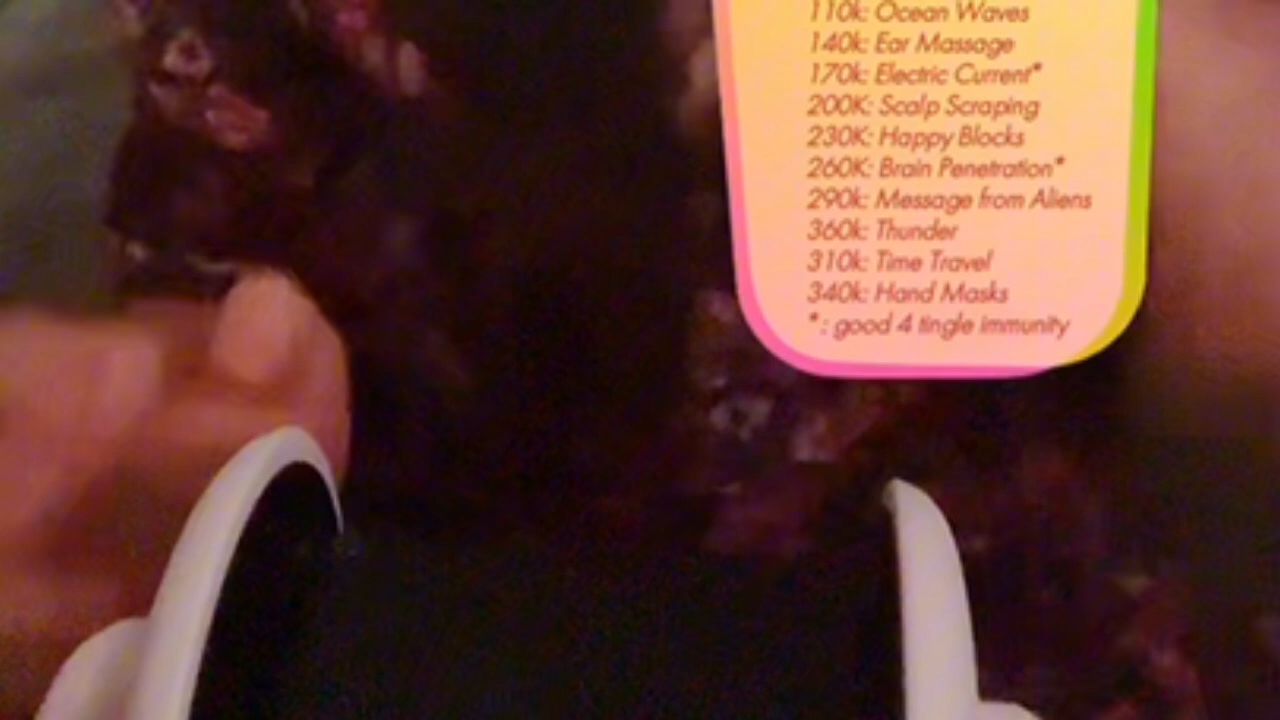 110k: Ocean Waves
140k: Ear Massage
170k: Electric Current*
200K: Scalp Scraping
230K: Happy Blocks
260K: Brain Penetration*
290k: Message from Aliens
360k: Thunder
310k: Time Travel
340k: Hand Masks
*: good 4 tingle immunity